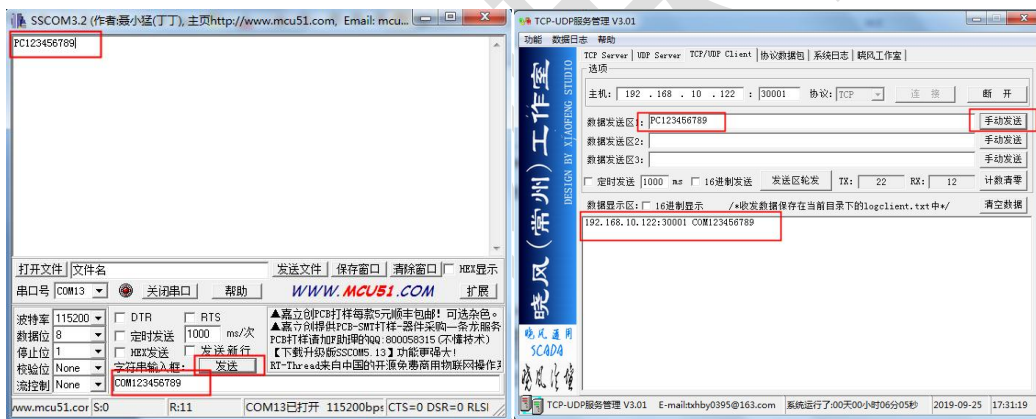 SSCOM3.2 (作者:聂小猛(丁丁), 主页http://www.mcu51.com, Email: mcu...
PC123456789
打开文件 文件名 发送文件 保存窗口 清除窗口 HEX显示
串口号 COM13 关闭串口 帮助 WWW.MCU51.COM 扩展
波特率 115200 DTR RTS
数据位 8 定时发送 1000 ms/次
停止位 1 HEX发送 发送新行
校验位 None 字符串输入框: 发送
流控制 None COM123456789
▲嘉立创PCB打样每款5元顺丰包邮! 可选杂色。
▲嘉立创提供PCB-SMT打样-器件采购一条龙服务
PCB打样请加F助理的QQ:800058315(不懂技术)
【下载升级版SSCOM5.13】功能更强大!
RT-Thread来自中国的开源免费商用物联网操作系
www.mcu51.cor S:0 R:11 COM13已打开 115200bps CTS=0 DSR=0 RLSI
TCP-UDP服务管理 V3.01
功能 数据日志 帮助
TCP Server UDP Server TCP/UDP Client 协议数据包 系统日志 晓风工作室
选项
主机: 192 .168 . 10 .122 : 30001 协议: TCP 连 接 断 开
数据发送区1: PC123456789 手动发送
数据发送区2: 手动发送
数据发送区3: 手动发送
定时发送 1000 ms 16进制发送 发送区轮发 TX: 22 RX: 12 计数清零
数据显示区: 16进制显示 /*收发数据保存在当前目录下的logclient.txt中*/ 清空数据
192.168.10.122:30001 COM123456789
晓风(常州)工作室
DESIGN BY XIAOFENG STUDIO
晓风通用
SCADA
TCP-UDP服务管理 V3.01 E-mail:txhby0395@163.com 系统运行了:00天00小时06分05秒 2019-09-25 17:31:19